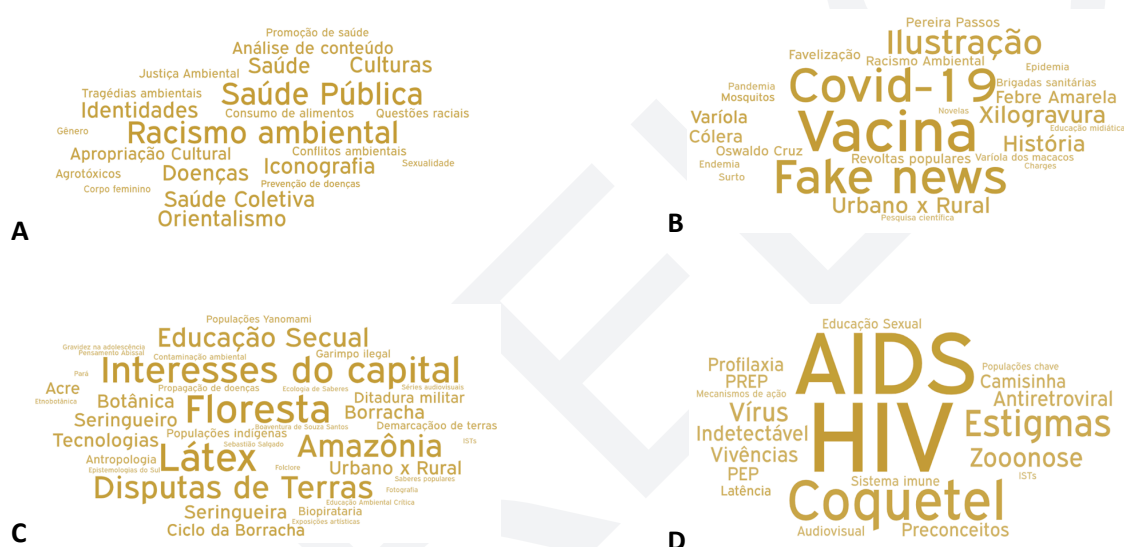 Promoção de saúde
Análise de conteúdo
Saúde Culturas
Justiça Ambiental
Saúde Pública
Tragédias ambientais
Identidades Consumo de alimentos Questões raciais
Gênero Racismo ambiental
Apropriação Cultural Conflitos ambientais
Iconografia Sexualidade
Agrotóxicos Doenças
Corpo feminino Prevenção de doenças
Saúde Coletiva
Orientalismo
A
Pereira Passos
Ilustração
Favelização Racismo Ambiental Epidemia
Pandemia Covid-19 Brigadas sanitárias
Mosquitos Novelas Febre Amarela
Varíola Vacina Xilogravura
Cólera Educação midiática
História
Oswaldo Cruz Revoltas populares Varíola dos macacos
Endemia Charges
Surto Fake news
Urbano x Rural
Pesquisa científica
B
Populações Yanomami
Educação Secual
Gravidez na adolescência Garimpo ilegal
Pensamento Abissal Contaminação ambiental
Pará Interesses do capital
Acre Propagação de doenças Ecologia de Saberes Séries audiovisuais
Etnobotânica Botânica Floresta Ditadura militar
Seringueiro Borracha
Boaventura de Souza Santos Demarcaçãoo de terras
Tecnologias Populações indígenas Amazônia ISTs
Sebastião Salgado
Antropologia Látex Folclore Urbano x Rural
Epistemologias do Sul Saberes populares
Disputas de Terras Fotografia
Educação Ambiental Crítica
Seringueira Biopirataria
Exposições artísticas
Ciclo da Borracha
C
Educação Sexual
AIDS
Profilaxia Populações chave
PREP Camisinha
Mecanismos de ação Antiretroviral
Vírus HIV Estigmas
Indetectável
Vivências Zooonose
PEP Sistema imune ISTs
Latência Coquetel
Audiovisual Preconceitos
D